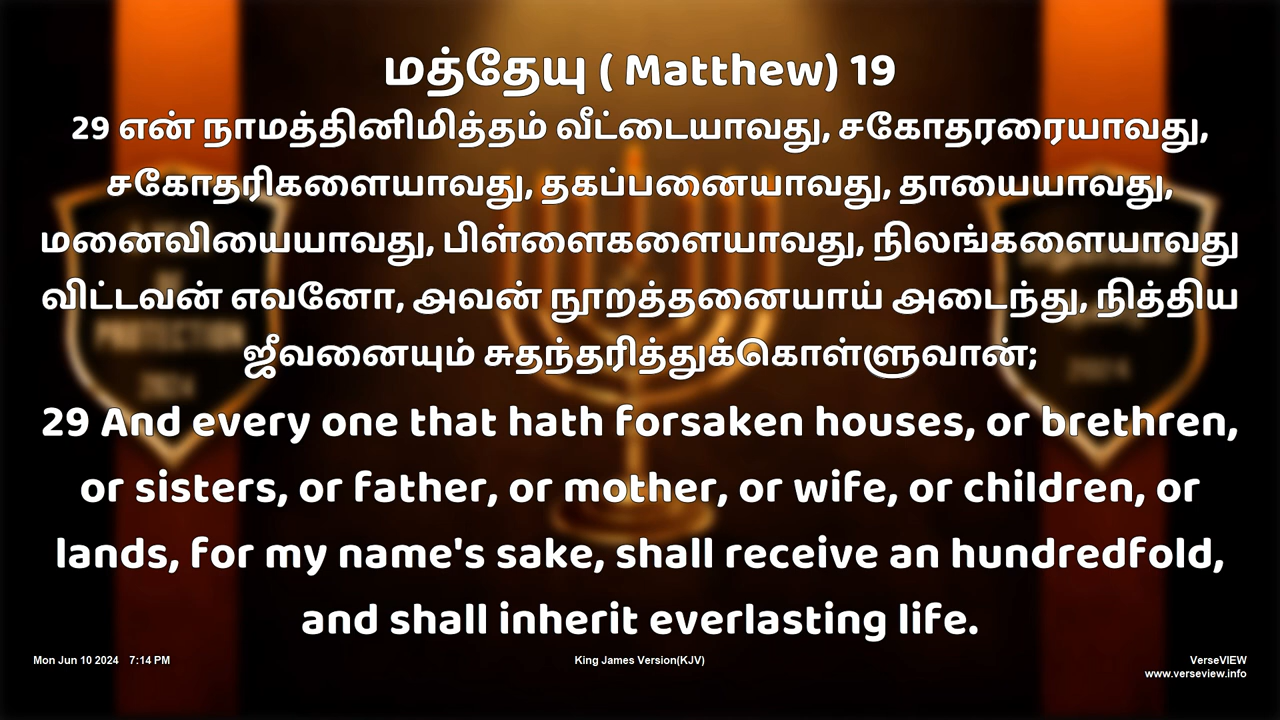 மத்தேயு ( Matthew) 19
29 என் நாமத்தினிமித்தம் வீட்டையாவது, சகோதரரையாவது,
சகோதரிகளையாவது, தகப்பனையாவது, தாயையாவது,
மனைவியையாவது, பிள்ளைகளையாவது, நிலங்களையாவது
விட்டவன் எவனோ, அவன் நூறத்தனையாய் அடைந்து, நித்திய
ஜீவனையும் சுதந்தரித்துக்கொள்ளுவான்;
29 And every one that hath forsaken houses, or brethren,
or sisters, or father, or mother, or wife, or children, or
lands, for my name's sake, shall receive an hundredfold,
and shall inherit everlasting life.
PROTECTION
2024
2024
Mon Jun 10 2024 7:14 PM
King James Version(KJV)
VerseVIEW
www.verseview.info